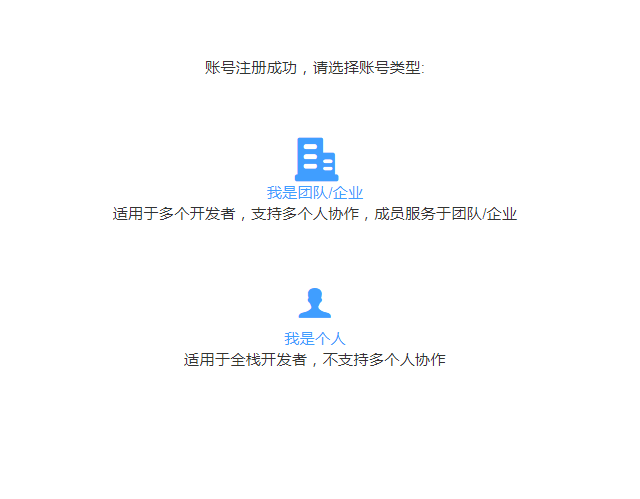 账号注册成功，请选择账号类型:
我是团队/企业
适用于多个开发者，支持多个人协作，成员服务于团队/企业
我是个人
适用于全栈开发者，不支持多个人协作